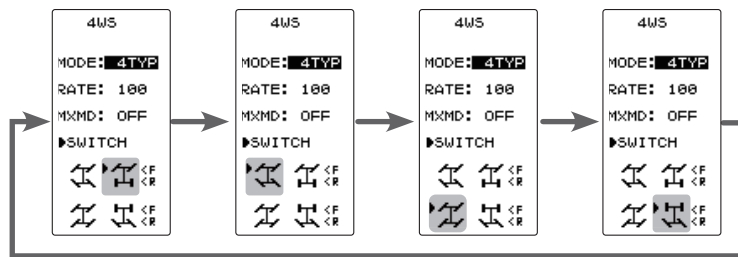 4WS
MODE: 4TYP
RATE: 100
MXMD: OFF
▶SWITCH
<F
<R
<F
<R
4WS
MODE: 4TYP
RATE: 100
MXMD: OFF
▶SWITCH
<F
<R
<F
<R
4WS
MODE: 4TYP
RATE: 100
MXMD: OFF
▶SWITCH
<F
<R
<F
<R
4WS
MODE: 4TYP
RATE: 100
MXMD: OFF
▶SWITCH
<F
<R
<F
<R